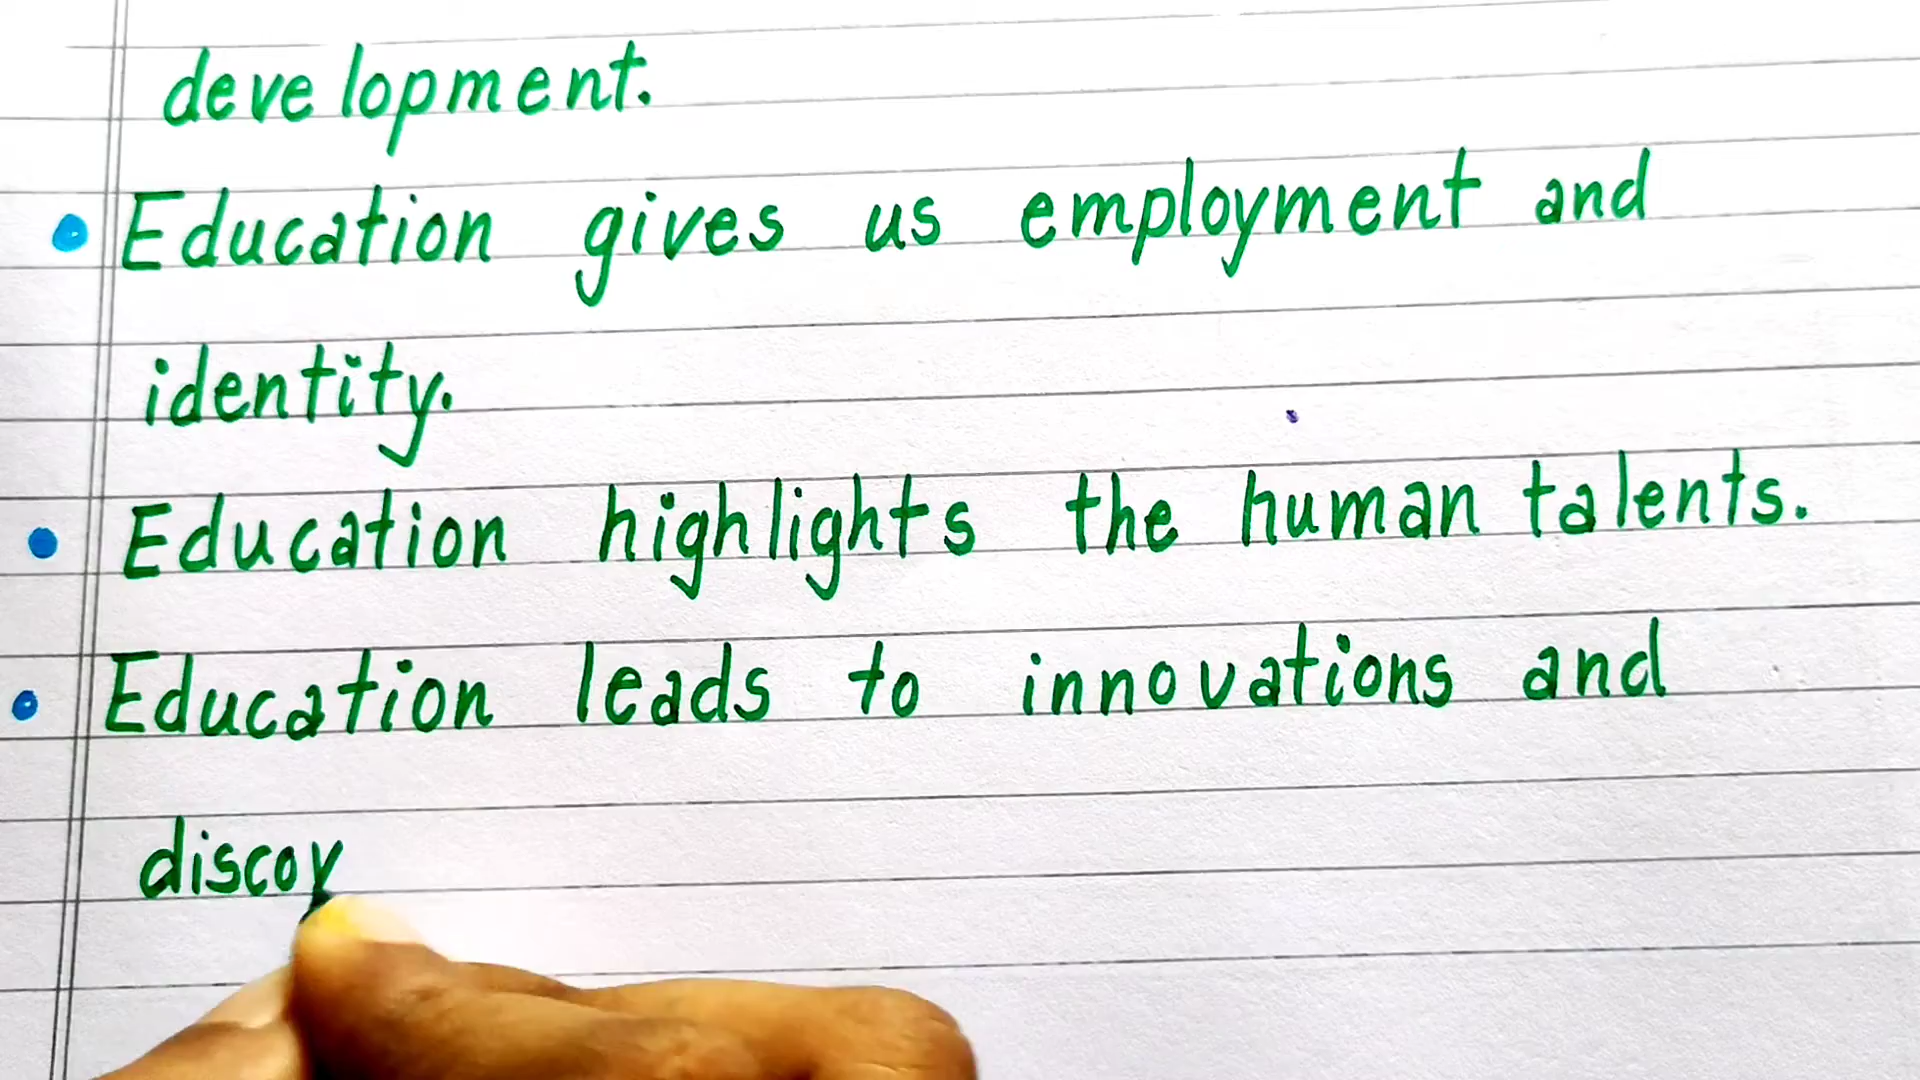 development.
• Education gives us employment and
identity.
• Education highlights the human talents.
• Education leads to innovations and
discov